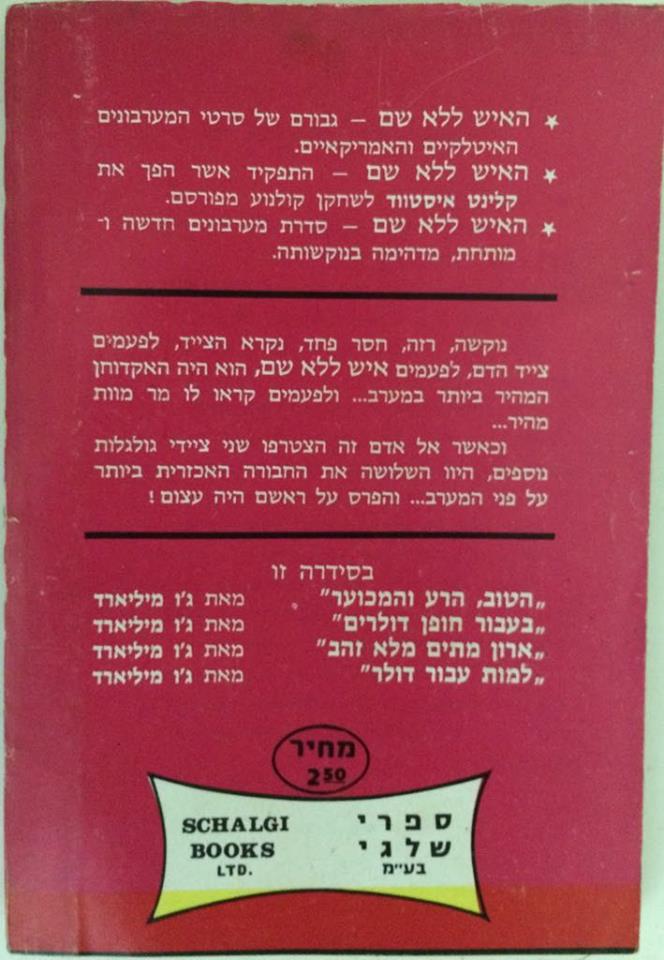 ★ האיש ללא שם – גבורם של סרטי המערבונים
האיטלקיים והאמריקאיים.
★ האיש ללא שם – התפקיד אשר הפך את
קלינט איסטווד לשחקן קולנוע מפורסם.
★ האיש ללא שם – סדרת מערבונים חדשה ו-
מותחת, מדהימה בנוקשותה.
נוקשה, רזה, חסר פחד, נקרא הצייד, לפעמים
צייד הדם, לפעמים איש ללא שם, הוא היה האקדוחן
המהיר ביותר במערב... ולפעמים קראו לו מר מוות
מהיר...
וכאשר אל אדם זה הצטרפו שני ציידי גולגלות
נוספים, היוו השלושה את החבורה האכזרית ביותר
על פני המערב... והפרס על ראשם היה עצום!
בסידרה זו
„הטוב, הרע והמכוער" מאת ג'ו מיליארד
„בעבור חופן דולרים" מאת ג'ו מיליארד
„ארון מתים מלא זהב" מאת ג'ו מיליארד
„למות עבור דולר" מאת ג'ו מיליארד
מחיר
2.50
ספרי
שלגי
בע"מ
SCHALGI
BOOKS
LTD.